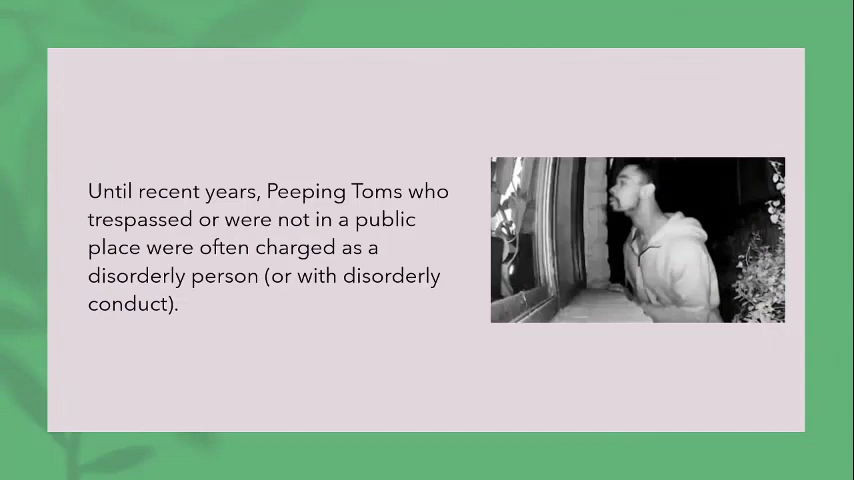 Until recent years, Peeping Toms who
trespassed or were not in a public
place were often charged as a
disorderly person (or with disorderly
conduct).